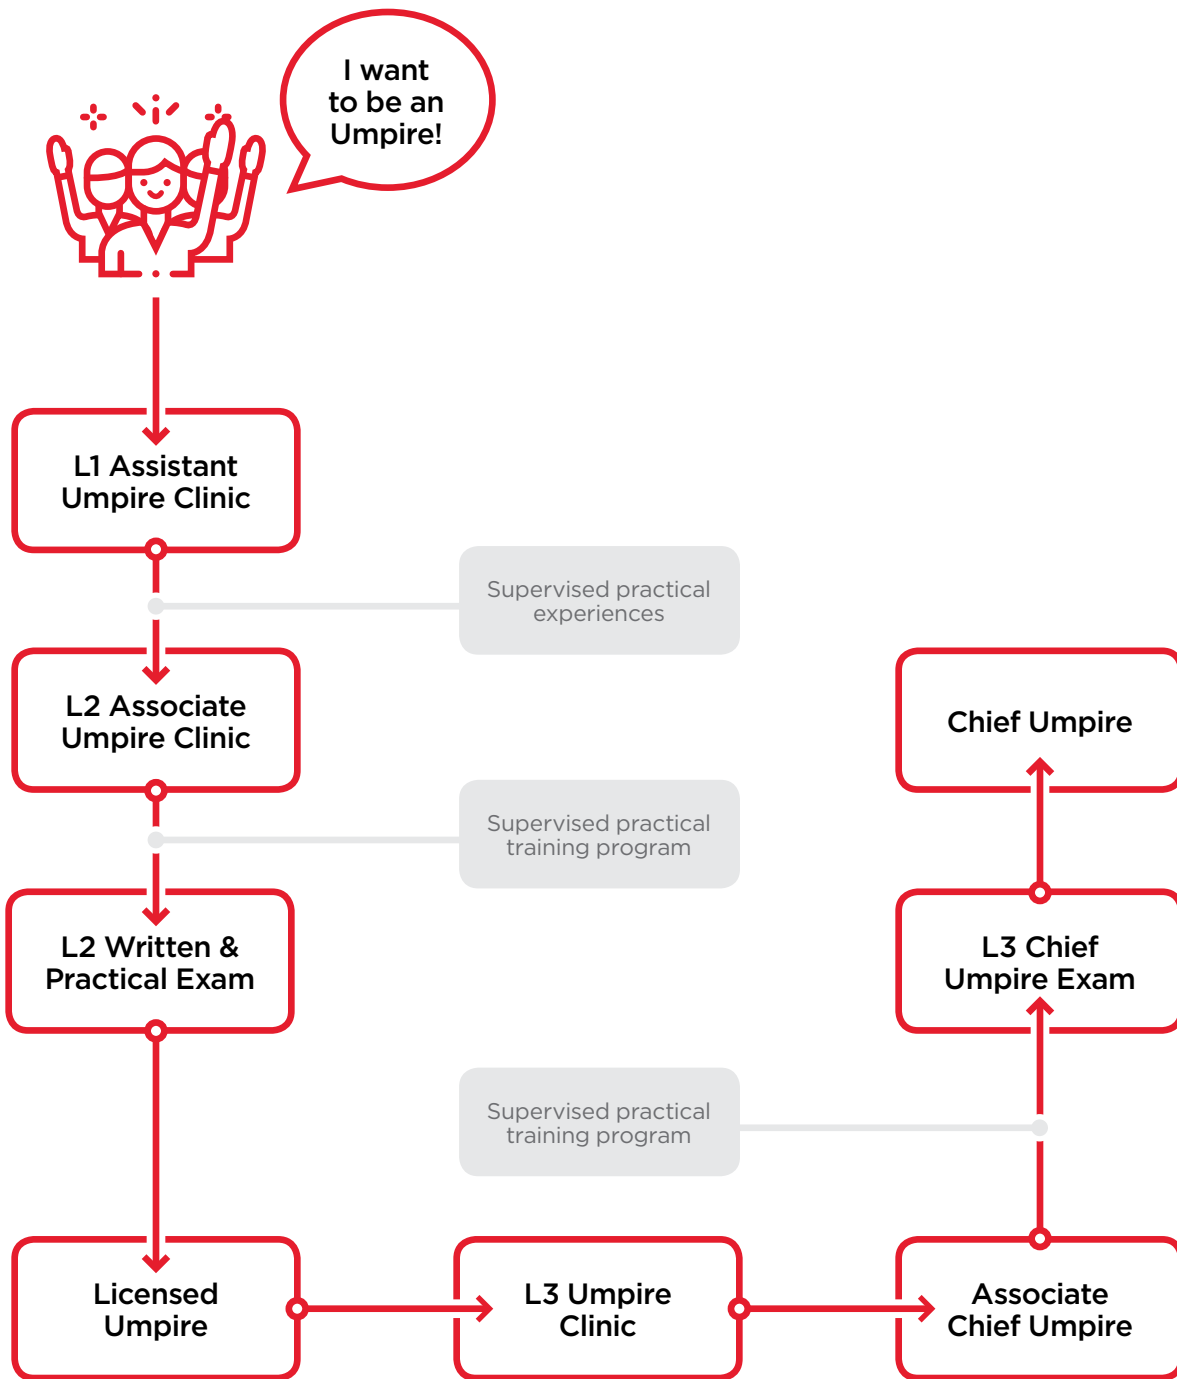 I want
to be an
Umpire!
L1 Assistant
Umpire Clinic
Supervised practical
experiences
L2 Associate
Umpire Clinic
Supervised practical
training program
L2 Written &
Practical Exam
Licensed
Umpire
L3 Umpire
Clinic
Associate
Chief Umpire
Supervised practical
training program
L3 Chief
Umpire Exam
Chief Umpire